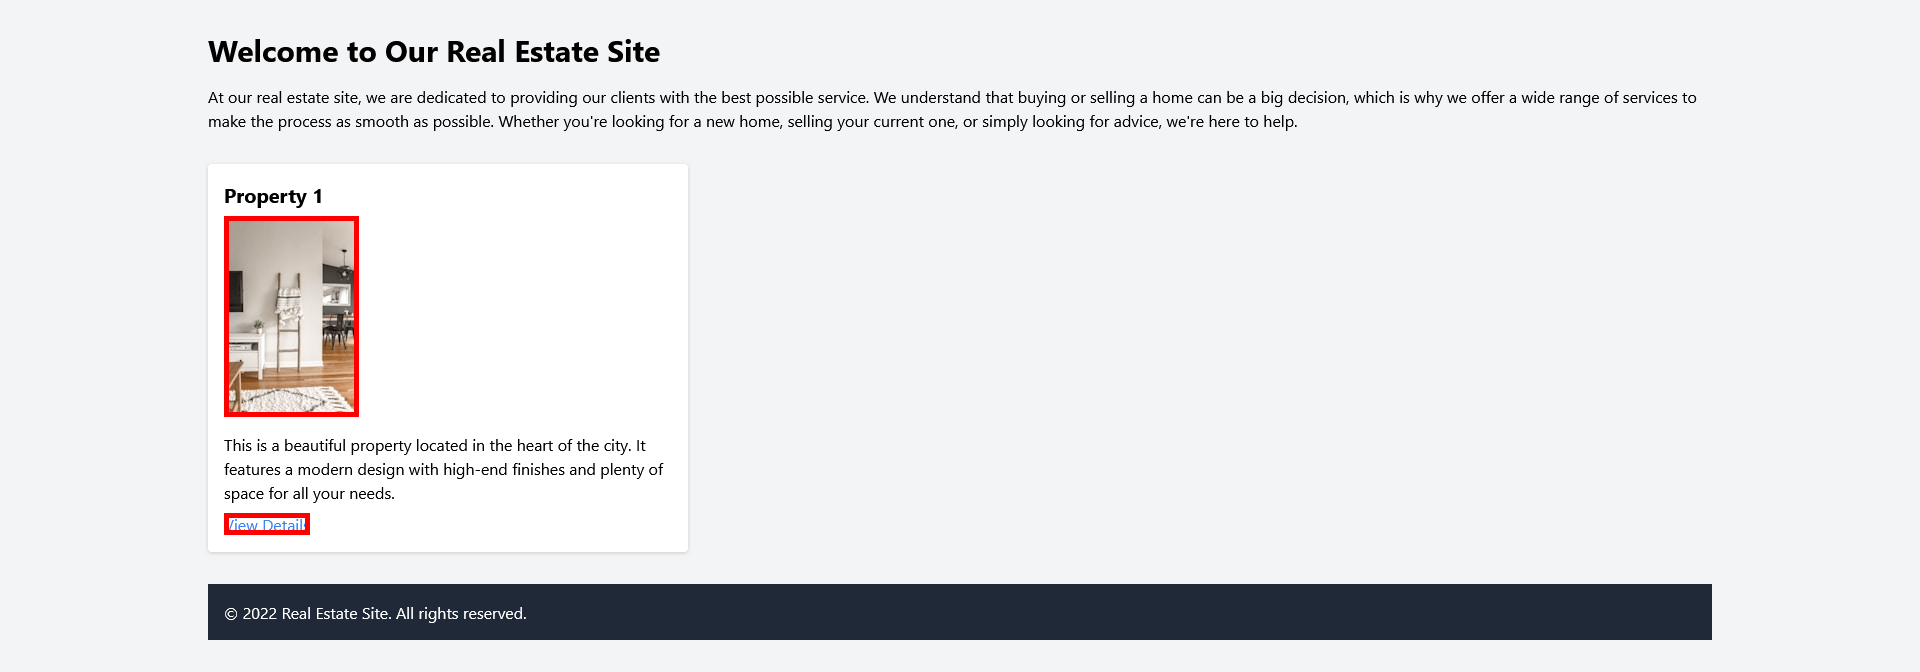 Welcome to Our Real Estate Site
At our real estate site, we are dedicated to providing our clients with the best possible service. We understand that buying or selling a home can be a big decision, which is why we offer a wide range of services to
make the process as smooth as possible. Whether you're looking for a new home, selling your current one, or simply looking for advice, we're here to help.
Property 1
This is a beautiful property located in the heart of the city. It
features a modern design with high-end finishes and plenty of
space for all your needs.
View Details
© 2022 Real Estate Site. All rights reserved.